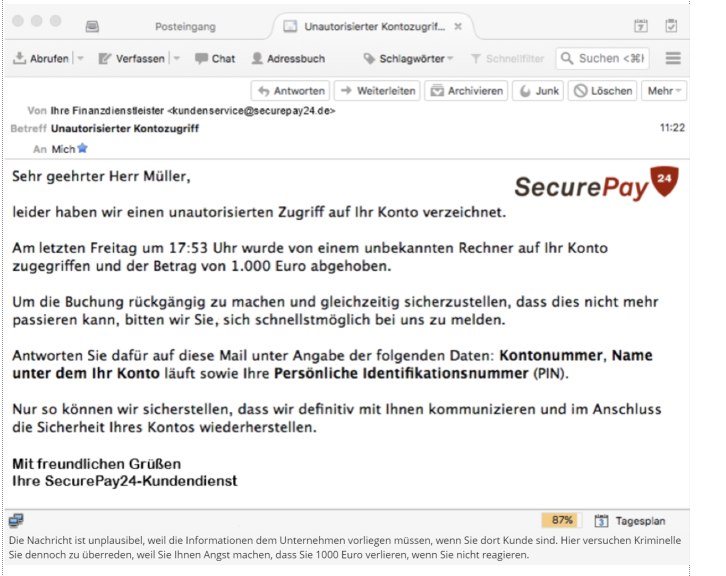 Posteingang
Unautorisierter Kontozugrif... ×
Abrufen Verfassen Chat Adressbuch Schlagwörter Schnellfilter Suchen <⌘K>
Antworten Weiterleiten Archivieren Junk Löschen Mehr
Von Ihre Finanzdienstleister <kundenservice@securepay24.de>
Betreff Unautorisierter Kontozugriff 11:22
An Mich
Sehr geehrter Herr Müller,
SecurePay 24
leider haben wir einen unautorisierten Zugriff auf Ihr Konto verzeichnet.
Am letzten Freitag um 17:53 Uhr wurde von einem unbekannten Rechner auf Ihr Konto
zugegriffen und der Betrag von 1.000 Euro abgehoben.
Um die Buchung rückgängig zu machen und gleichzeitig sicherzustellen, dass dies nicht mehr
passieren kann, bitten wir Sie, sich schnellstmöglich bei uns zu melden.
Antworten Sie dafür auf diese Mail unter Angabe der folgenden Daten: Kontonummer, Name
unter dem Ihr Konto läuft sowie Ihre Persönliche Identifikationsnummer (PIN).
Nur so können wir sicherstellen, dass wir definitiv mit Ihnen kommunizieren und im Anschluss
die Sicherheit Ihres Kontos wiederherstellen.
Mit freundlichen Grüßen
Ihre SecurePay24-Kundendienst
87% 3 Tagesplan
Die Nachricht ist unplausibel, weil die Informationen dem Unternehmen vorliegen müssen, wenn Sie dort Kunde sind. Hier versuchen Kriminelle
Sie dennoch zu überreden, weil Sie Ihnen Angst machen, dass Sie 1000 Euro verlieren, wenn Sie nicht reagieren.